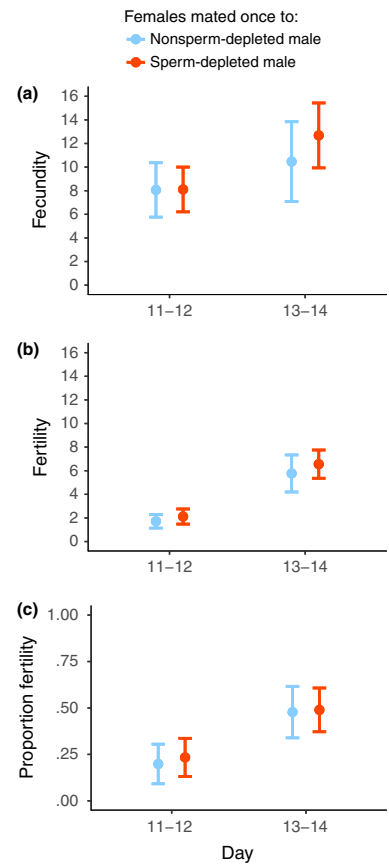 Females mated once to:
Nonsperm-depleted male
Sperm-depleted male
(a)
Fecundity
16
14
12
10
8
6
4
2
0
11–12
13–14
(b)
Fertility
16
14
12
10
8
6
4
2
0
11–12
13–14
(c)
Proportion fertility
1.00
.75
.50
.25
.00
11–12
13–14
Day